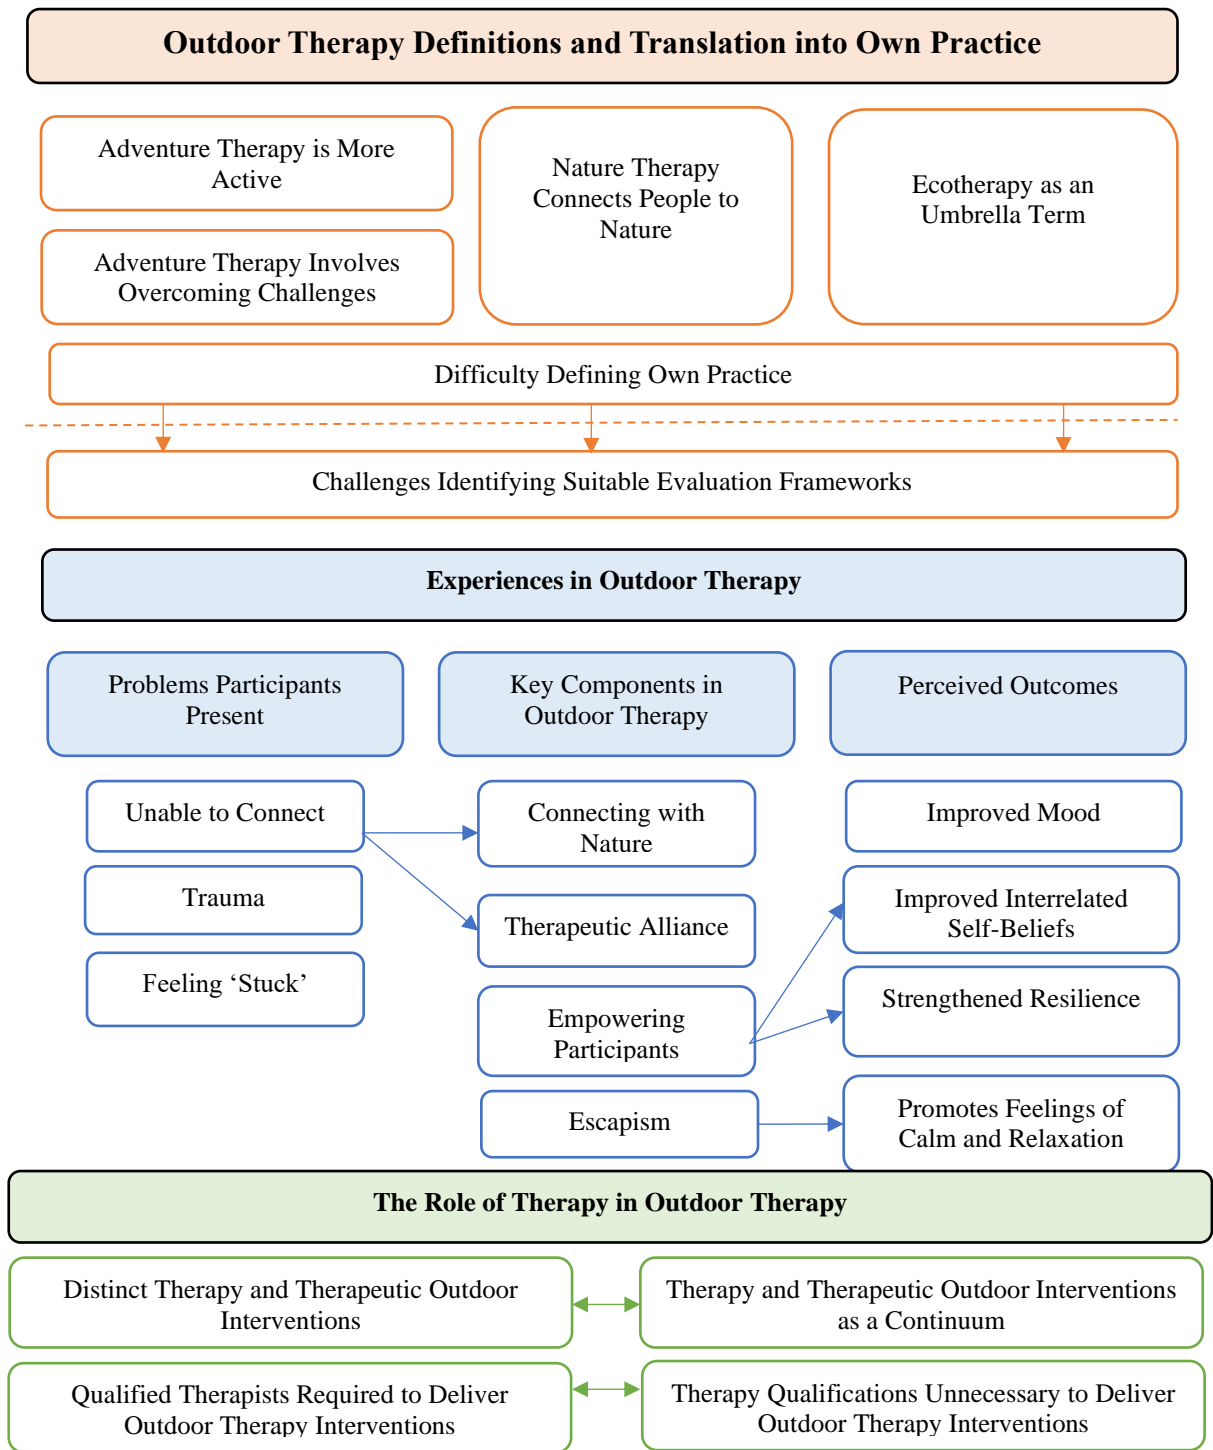 Outdoor Therapy Definitions and Translation into Own Practice
Adventure Therapy is More
Active
Adventure Therapy Involves
Overcoming Challenges
Nature Therapy
Connects People to
Nature
Ecotherapy as an
Umbrella Term
Difficulty Defining Own Practice
Challenges Identifying Suitable Evaluation Frameworks
Experiences in Outdoor Therapy
Problems Participants
Present
Key Components in
Outdoor Therapy
Perceived Outcomes
Unable to Connect
Trauma
Feeling ‘Stuck’
Connecting with
Nature
Therapeutic Alliance
Empowering
Participants
Escapism
Improved Mood
Improved Interrelated
Self-Beliefs
Strengthened Resilience
Promotes Feelings of
Calm and Relaxation
The Role of Therapy in Outdoor Therapy
Distinct Therapy and Therapeutic Outdoor
Interventions
Therapy and Therapeutic Outdoor Interventions
as a Continuum
Qualified Therapists Required to Deliver
Outdoor Therapy Interventions
Therapy Qualifications Unnecessary to Deliver
Outdoor Therapy Interventions